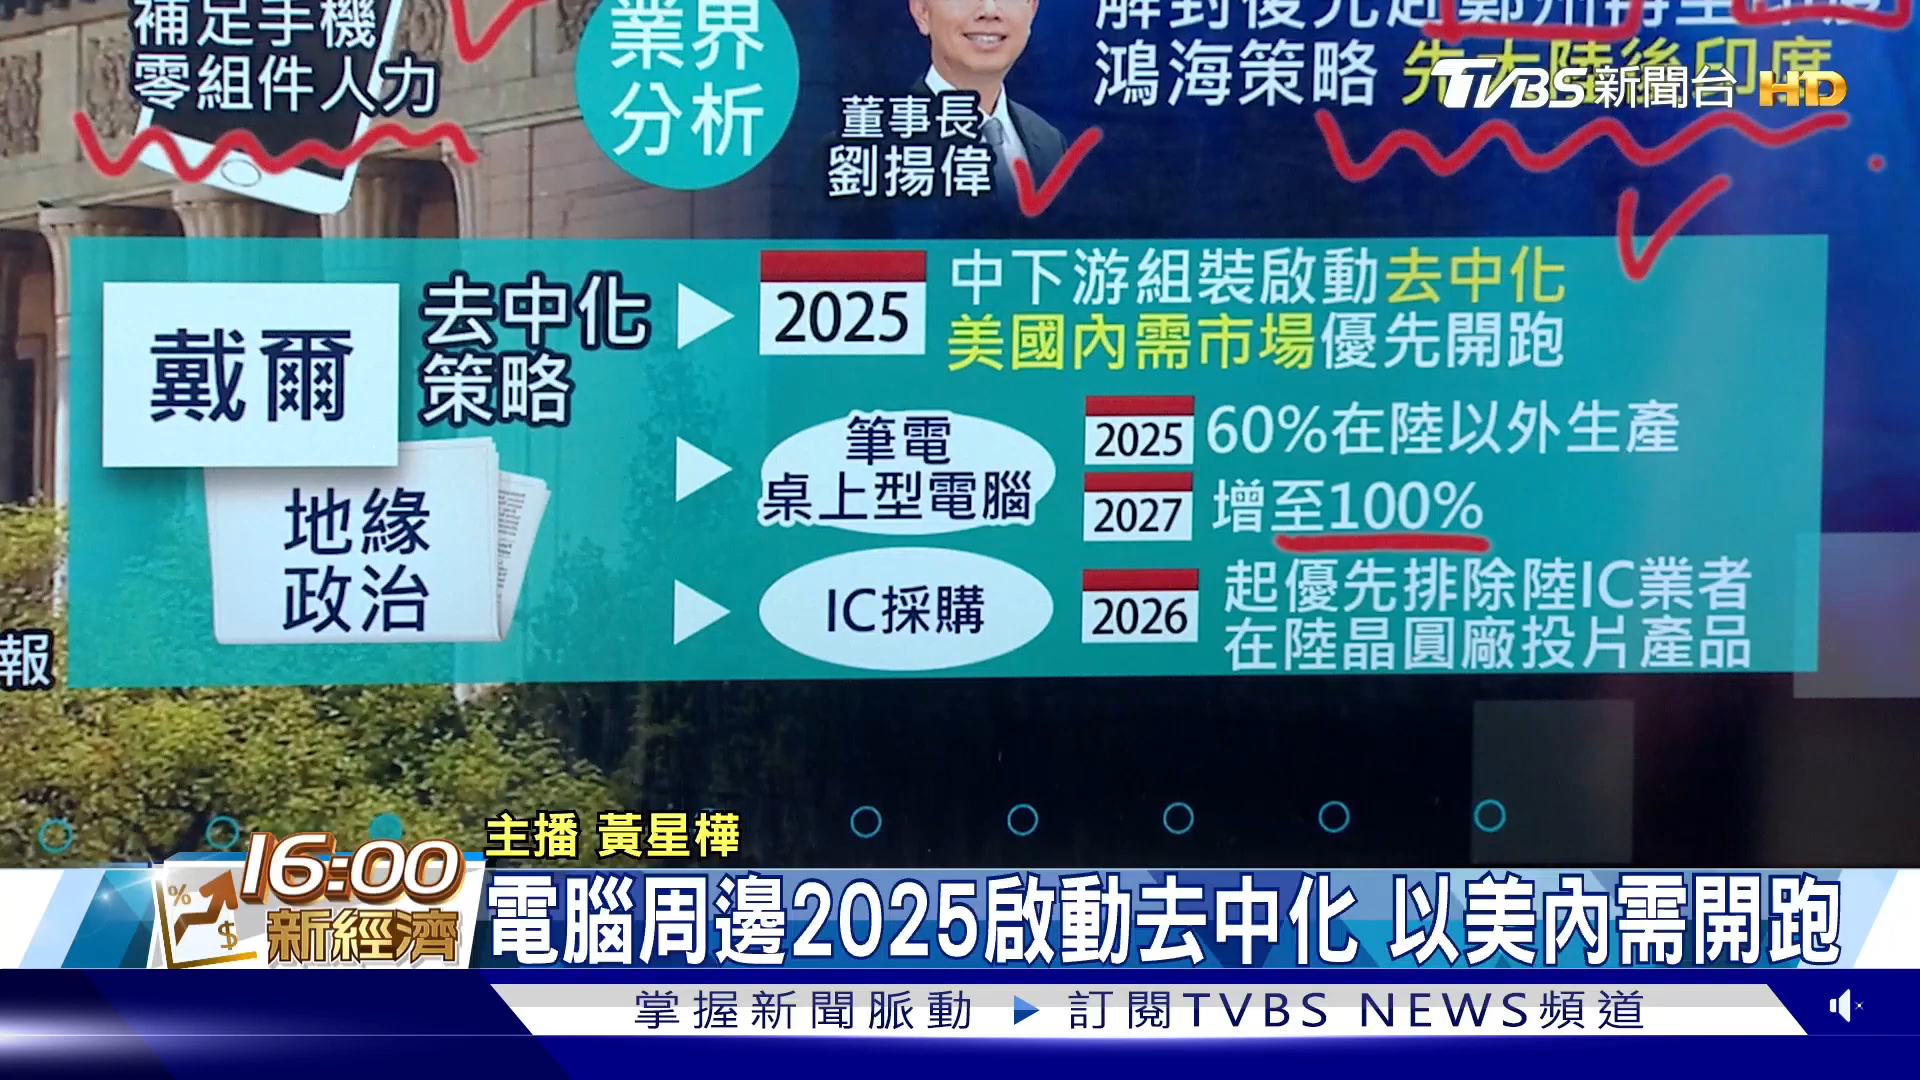 補足手機
零組件人力
業界
分析
董事長
劉揚偉
鴻海策略 先大陸後印度
TVBS新聞台 HD
戴爾
去中化
策略
地緣
政治
2025
中下游組裝啟動去中化
美國內需市場優先開跑
筆電
桌上型電腦
2025 60%在陸以外生產
2027 增至100%
IC採購
2026
起優先排除陸IC業者
在陸晶圓廠投片產品
報
主播 黃星樺
16:00
% $
新經濟
電腦周邊2025啟動去中化 以美內需開跑
掌握新聞脈動 訂閱TVBS NEWS頻道